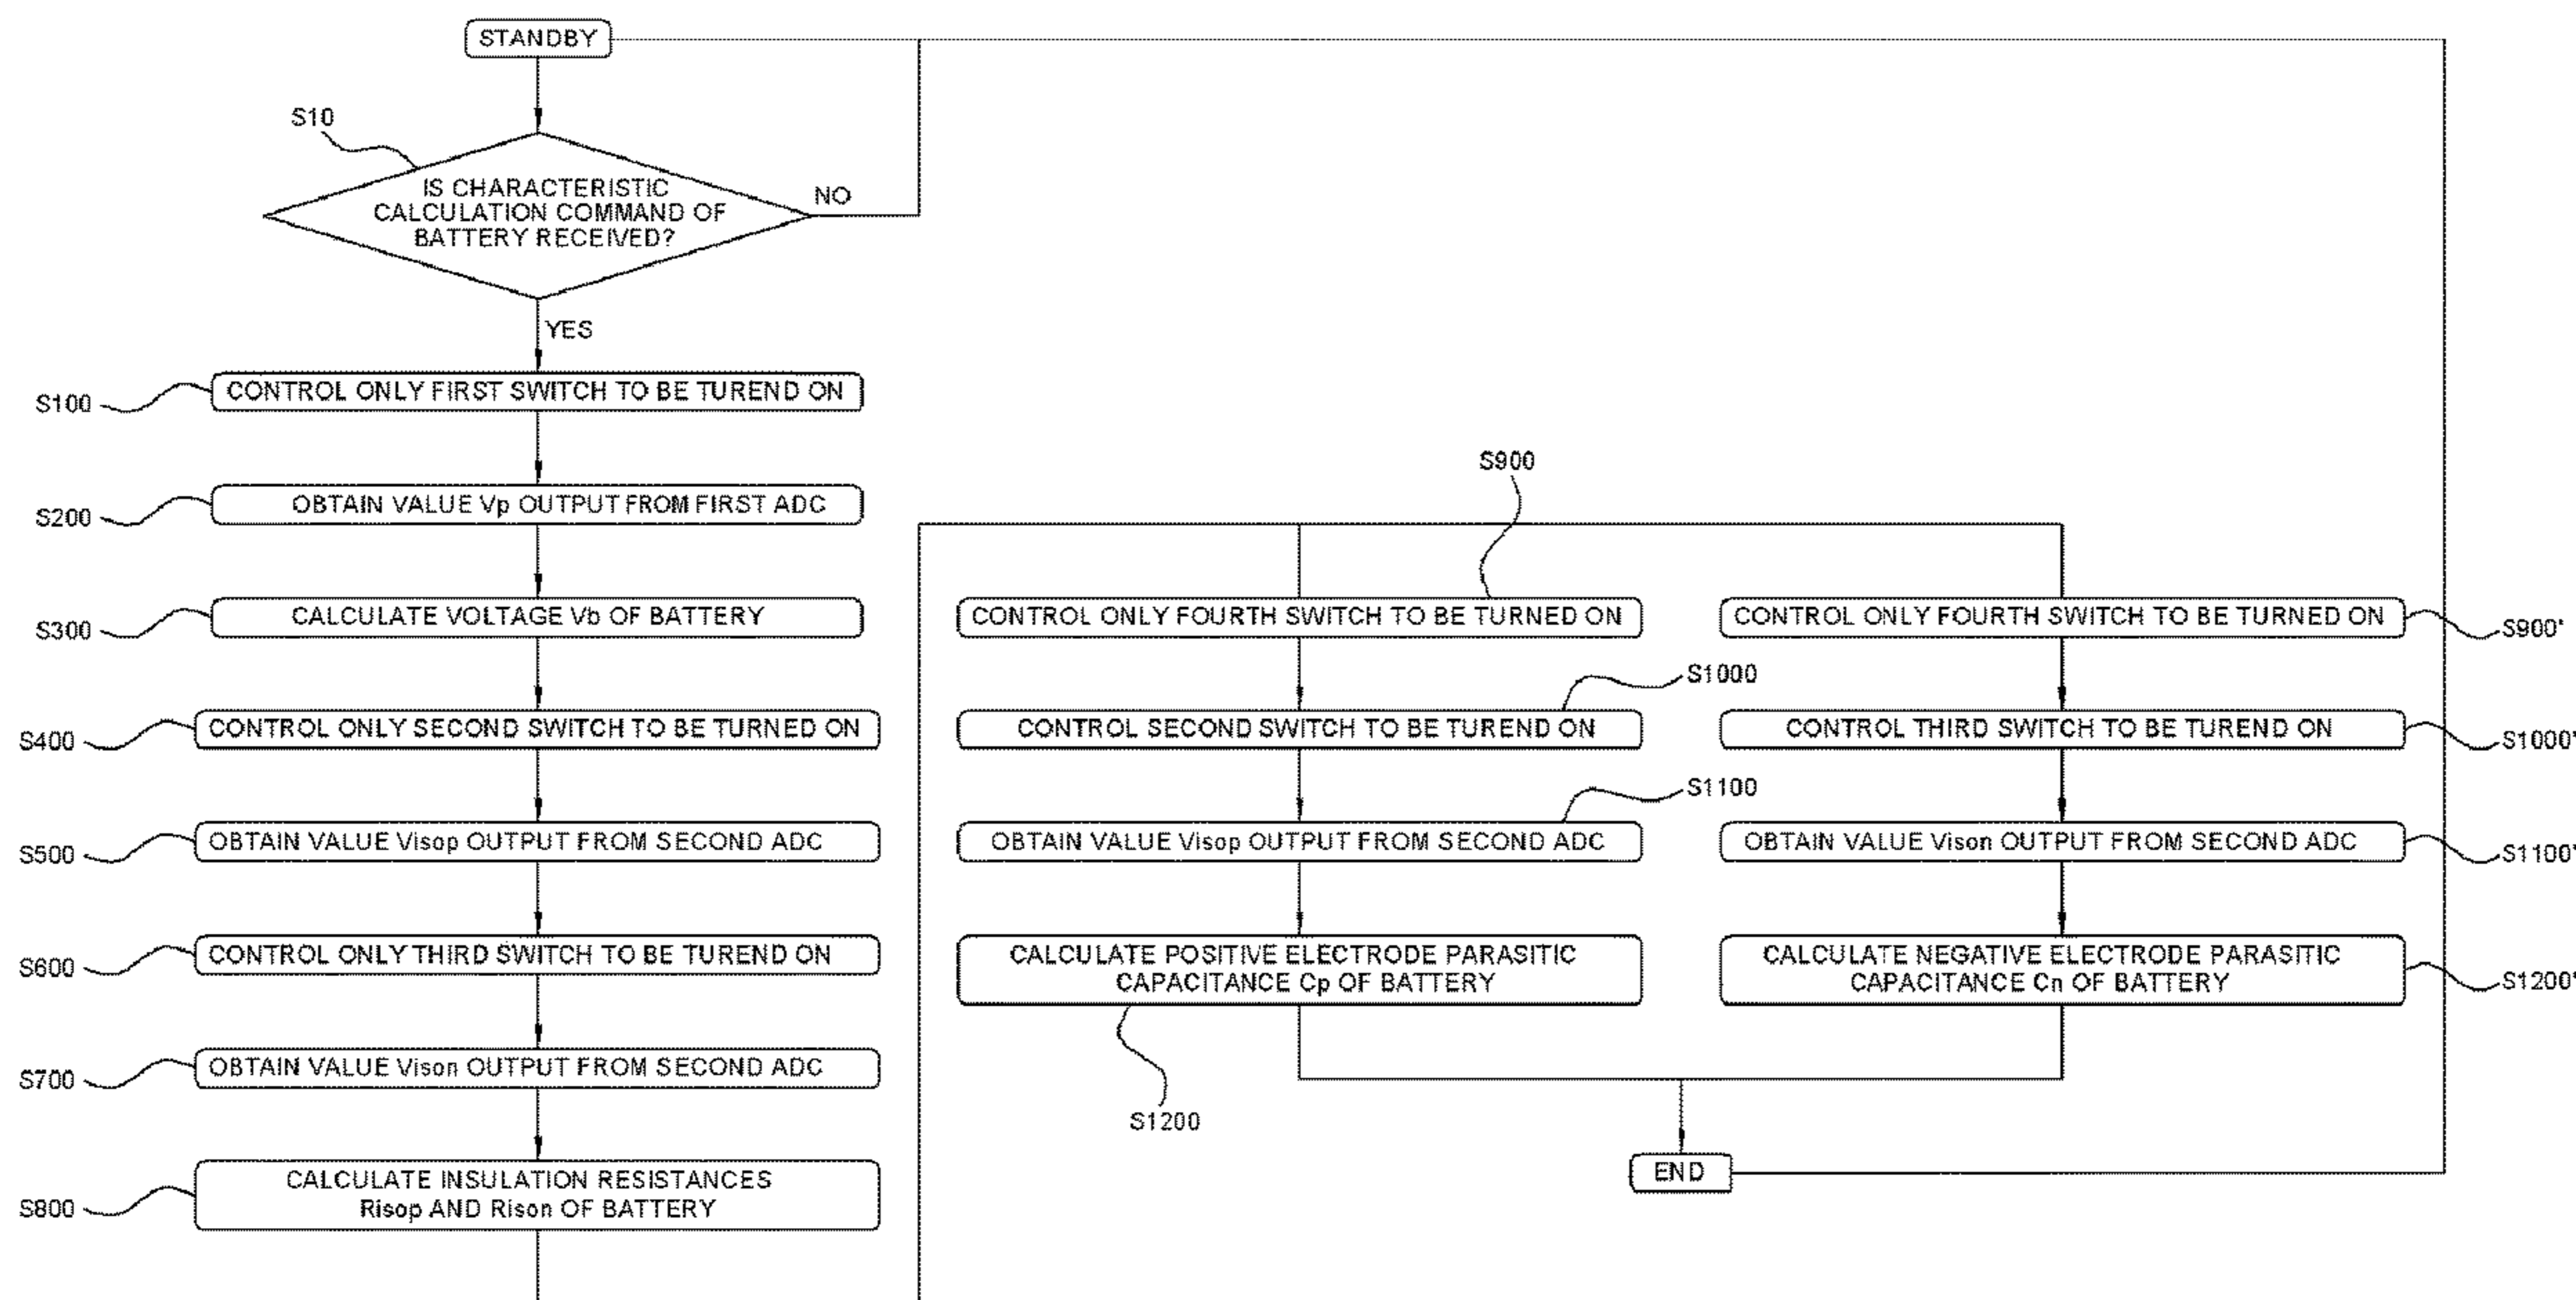 STANDBY
S10
IS CHARACTERISTIC
CALCULATION COMMAND OF
BATTERY RECEIVED?
NO
YES
S100
CONTROL ONLY FIRST SWITCH TO BE TUREND ON
S200
OBTAIN VALUE Vp OUTPUT FROM FIRST ADC
S300
CALCULATE VOLTAGE Vb OF BATTERY
S400
CONTROL ONLY SECOND SWITCH TO BE TURNED ON
S500
OBTAIN VALUE Visop OUTPUT FROM SECOND ADC
S600
CONTROL ONLY THIRD SWITCH TO BE TUREND ON
S700
OBTAIN VALUE Vison OUTPUT FROM SECOND ADC
S800
CALCULATE INSULATION RESISTANCES
Risop AND Rison OF BATTERY
S900
CONTROL ONLY FOURTH SWITCH TO BE TURNED ON
S1000
CONTROL SECOND SWITCH TO BE TUREND ON
S1100
OBTAIN VALUE Visop OUTPUT FROM SECOND ADC
CALCULATE POSITIVE ELECTRODE PARASITIC
CAPACITANCE Cp OF BATTERY
S1200
CONTROL ONLY FOURTH SWITCH TO BE TURNED ON
S900'
CONTROL THIRD SWITCH TO BE TUREND ON
S1000'
OBTAIN VALUE Vison OUTPUT FROM SECOND ADC
S1100'
CALCULATE NEGATIVE ELECTRODE PARASITIC
CAPACITANCE Cn OF BATTERY
S1200'
END